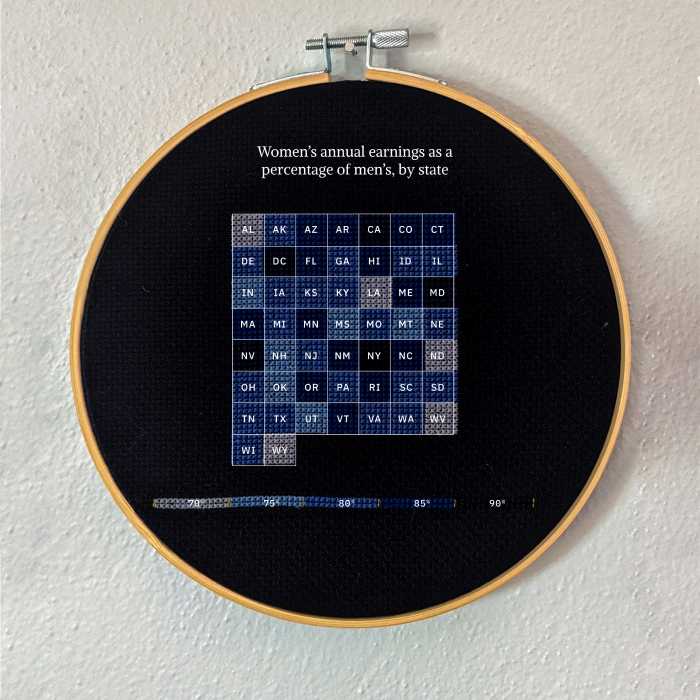 Women’s annual earnings as a
percentage of men’s, by state
AL AK AZ AR CA CO CT
DE DC FL GA HI ID IL
IN IA KS KY LA ME MD
MA MI MN MS MO MT NE
NV NH NJ NM NY NC ND
OH OK OR PA RI SC SD
TN TX UT VT VA WA WV
WI WY
70% 75% 80% 85% 90%